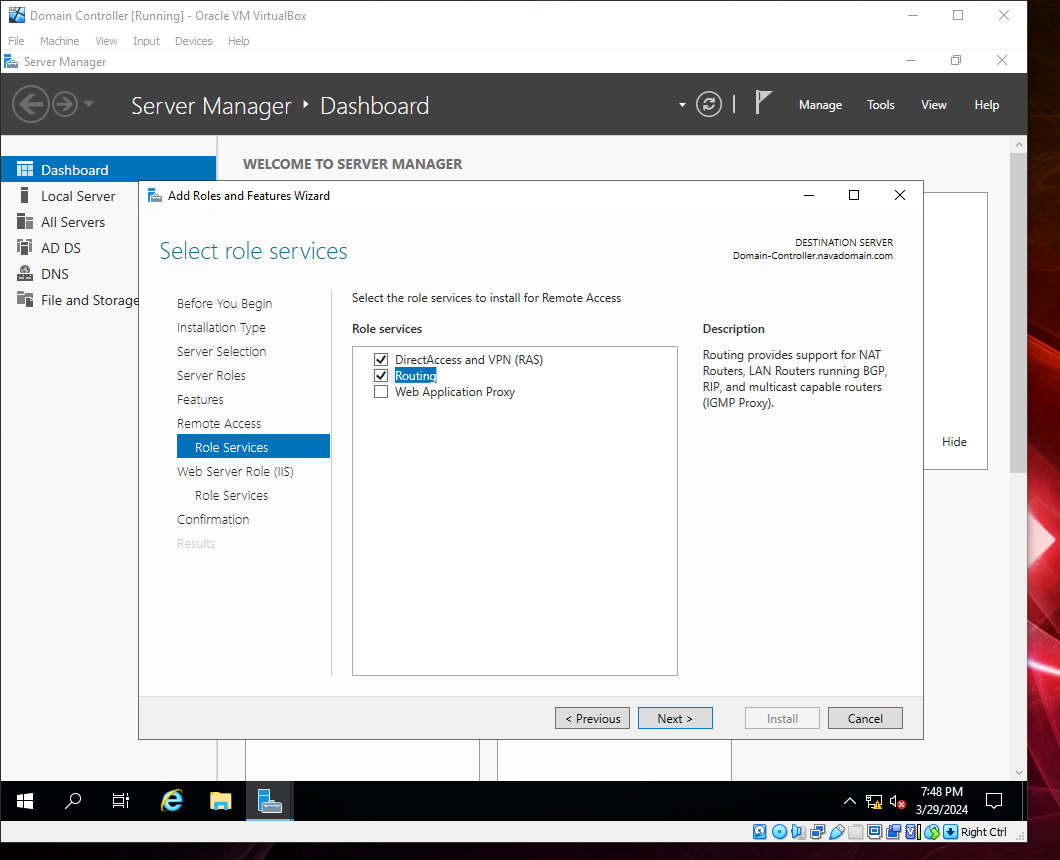 Domain Controller [Running] - Oracle VM VirtualBox
File Machine View Input Devices Help
Server Manager
Server Manager ‣ Dashboard
Manage Tools View Help
Dashboard
Local Server
All Servers
AD DS
DNS
File and Storage
WELCOME TO SERVER MANAGER
Add Roles and Features Wizard
Select role services
DESTINATION SERVER
Domain-Controller.navadomain.com
Before You Begin
Installation Type
Server Selection
Server Roles
Features
Remote Access
Role Services
Web Server Role (IIS)
Role Services
Confirmation
Results
Select the role services to install for Remote Access
Role services
DirectAccess and VPN (RAS)
Routing
Web Application Proxy
Description
Routing provides support for NAT
Routers, LAN Routers running BGP,
RIP, and multicast capable routers
(IGMP Proxy).
Hide
< Previous
Next >
Install
Cancel
7:48 PM
3/29/2024
Right Ctrl